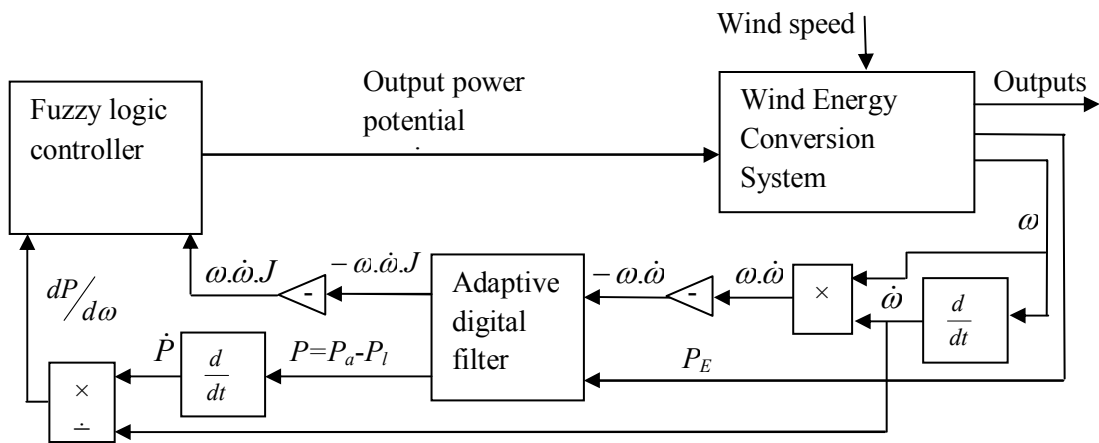 Wind speed
Fuzzy logic
controller
Output power
potential
Wind Energy
Conversion
System
Outputs
ω
ω.ω̇.J
-
− ω.ω̇.J
Adaptive
digital
filter
− ω.ω̇
-
ω.ω̇
×
ω̇
d
dt
dP/dω
Ṗ
d
dt
P=Pₐ-Pₗ
P_E
×
÷